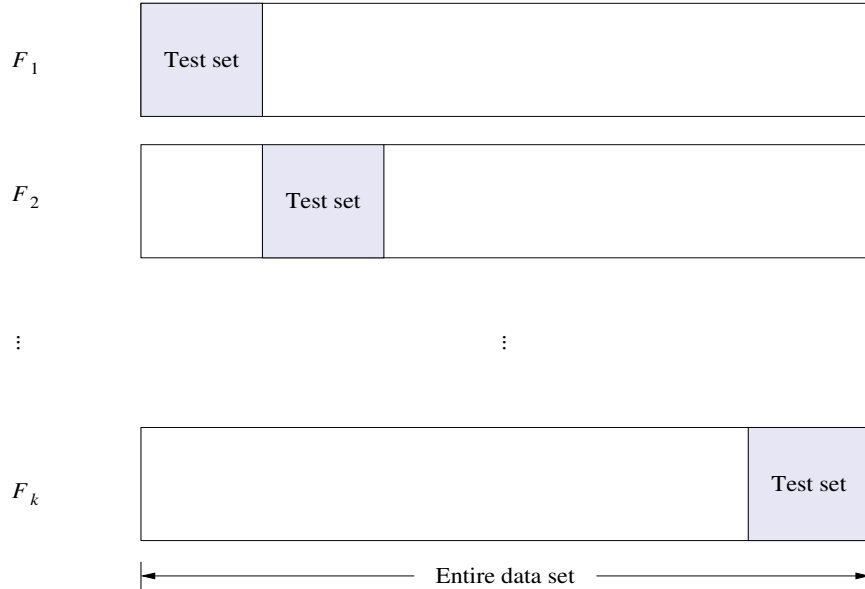 F1
Test set
F2
Test set
⋮ ⋮
Fk
Test set
Entire data set